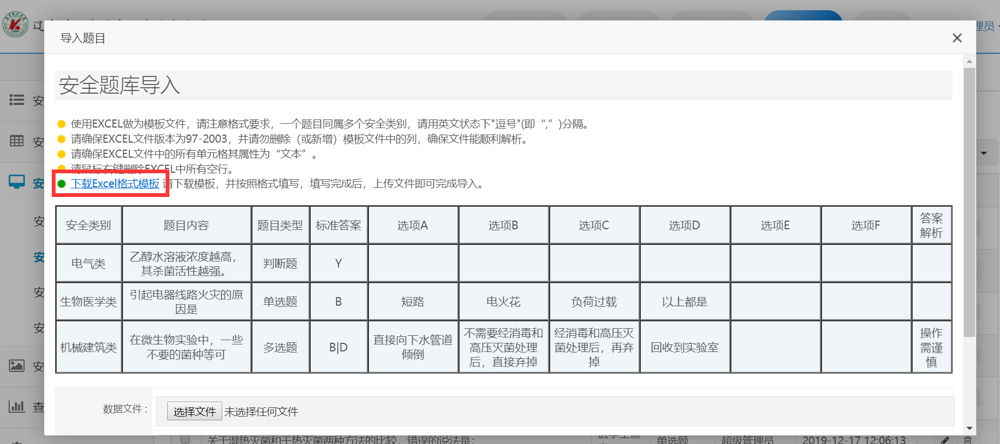 辽
理员
导入题目
安全题库导入
使用EXCEL做为模板文件，请注意格式要求，一个题目同属多个安全类别，请用英文状态下"逗号"(即 “,” )分隔。
请确保EXCEL文件版本为97-2003，并请勿删除（或新增）模板文件中的列，确保文件能顺利解析。
请确保EXCEL文件中的所有单元格其属性为 “文本” 。
请鼠标右键删除EXCEL中所有空行。
下载Excel格式模板 请下载模板，并按照格式填写，填写完成后，上传文件即可完成导入。
安全类别 题目内容 题目类型 标准答案 选项A 选项B 选项C 选项D 选项E 选项F 答案解析
电气类 乙醇水溶液浓度越高，其杀菌活性越强。 判断题 Y
生物医学类 引起电器线路火灾的原因是 单选题 B 短路 电火花 负荷过载 以上都是
机械建筑类 在微生物实验中，一些不要的菌种等可 多选题 B|D 直接向下水管道倾倒 不需要经消毒和高压灭菌处理后，直接弃掉 经消毒和高压灭菌处理后，再弃掉 回收到实验室 操作需谨慎
数据文件： 选择文件 未选择任何文件
安
安
安
安
安
安
安
安
查
关于湿热灭菌和干热灭菌两种方法的比较，错误的说法是： 单选题 超级管理员 2019-12-17 12:06:13